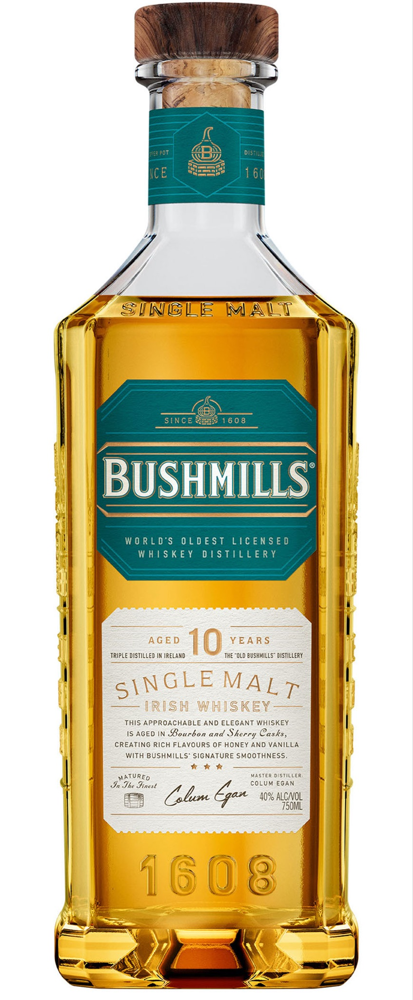 PER POT
DISTILLE
NCE
160
B
SINGLE MALT
B
SINCE 1608
BUSHMILLS®
WORLD'S OLDEST LICENSED
WHISKEY DISTILLERY
AGED 10 YEARS
TRIPLE DISTILLED IN IRELAND THE "OLD BUSHMILLS" DISTILLERY
SINGLE MALT
IRISH WHISKEY
THIS APPROACHABLE AND ELEGANT WHISKEY
IS AGED IN Bourbon and Sherry Casks,
CREATING RICH FLAVOURS OF HONEY AND VANILLA
WITH BUSHMILLS' SIGNATURE SMOOTHNESS.
MATURED
In The Finest
Colum Egan
MASTER DISTILLER
COLUM EGAN
40% ALC/VOL
750ML
1608